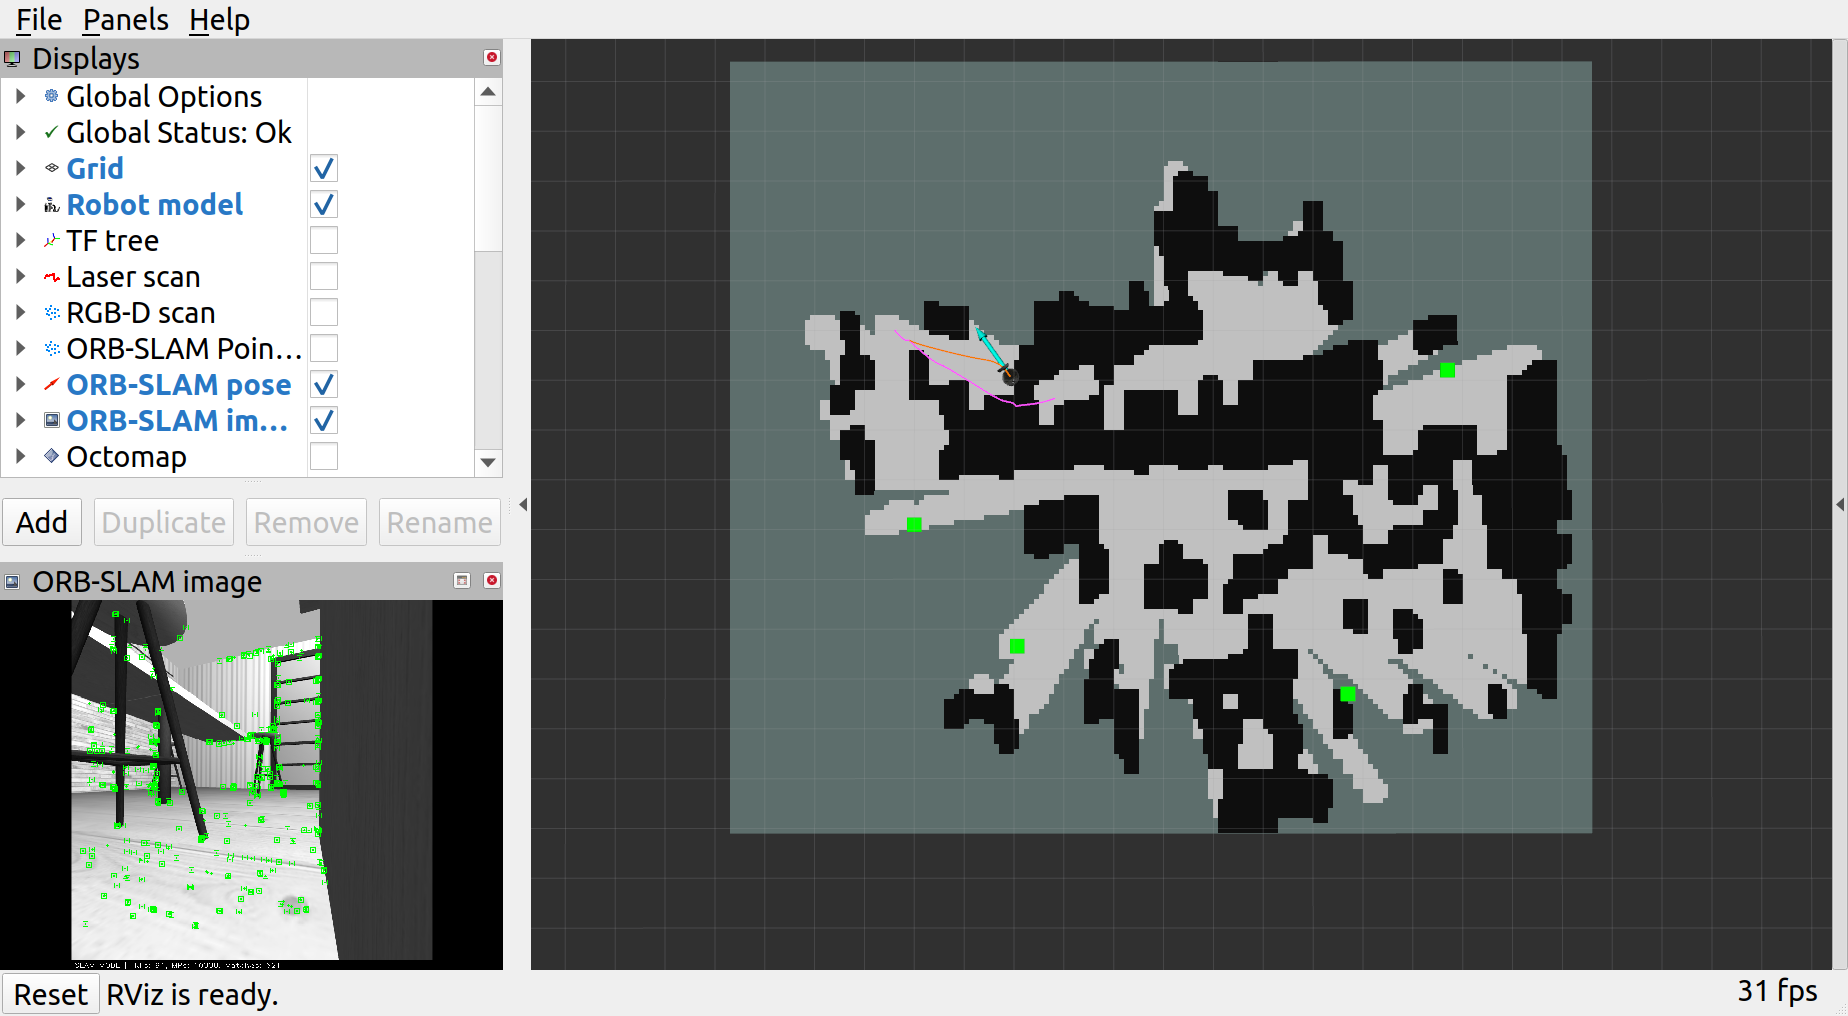 File Panels Help
Displays
Global Options
Global Status: Ok
Grid
Robot model
TF tree
Laser scan
RGB-D scan
ORB-SLAM Poin...
ORB-SLAM pose
ORB-SLAM im...
Octomap
Add Duplicate Remove Rename
ORB-SLAM image
SLAM MODE |
Reset RViz is ready.
31 fps